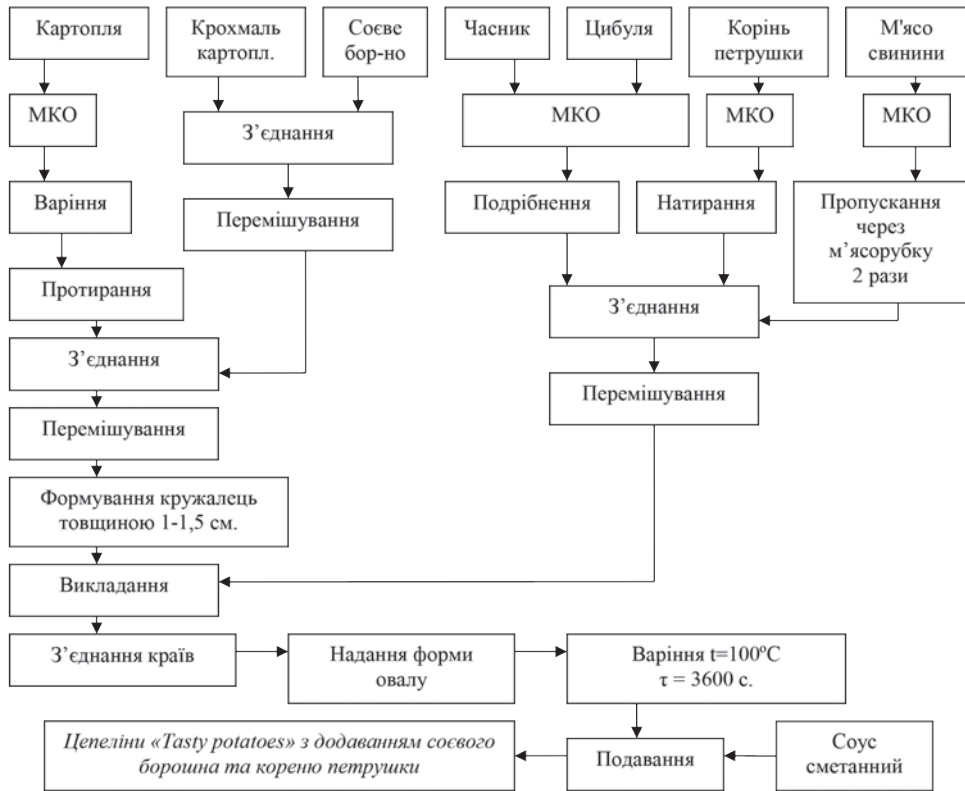 Картопля
Крохмаль
картопл.
Соєве
бор-но
Часник
Цибуля
Корінь
петрушки
М'ясо
свинини
МКО
З’єднання
МКО
МКО
МКО
Варіння
Перемішування
Подрібнення
Натирання
Пропускання
через
м’ясорубку
2 рази
Протирання
З’єднання
З’єднання
Перемішування
Перемішування
Формування кружалець
товщиною 1-1,5 см.
Викладання
З’єднання країв
Надання форми
овалу
Варіння t=100ºС
τ = 3600 с.
Цепеліни «Tasty potatoes» з додаванням соєвого
борошна та кореню петрушки
Подавання
Соус
сметанний